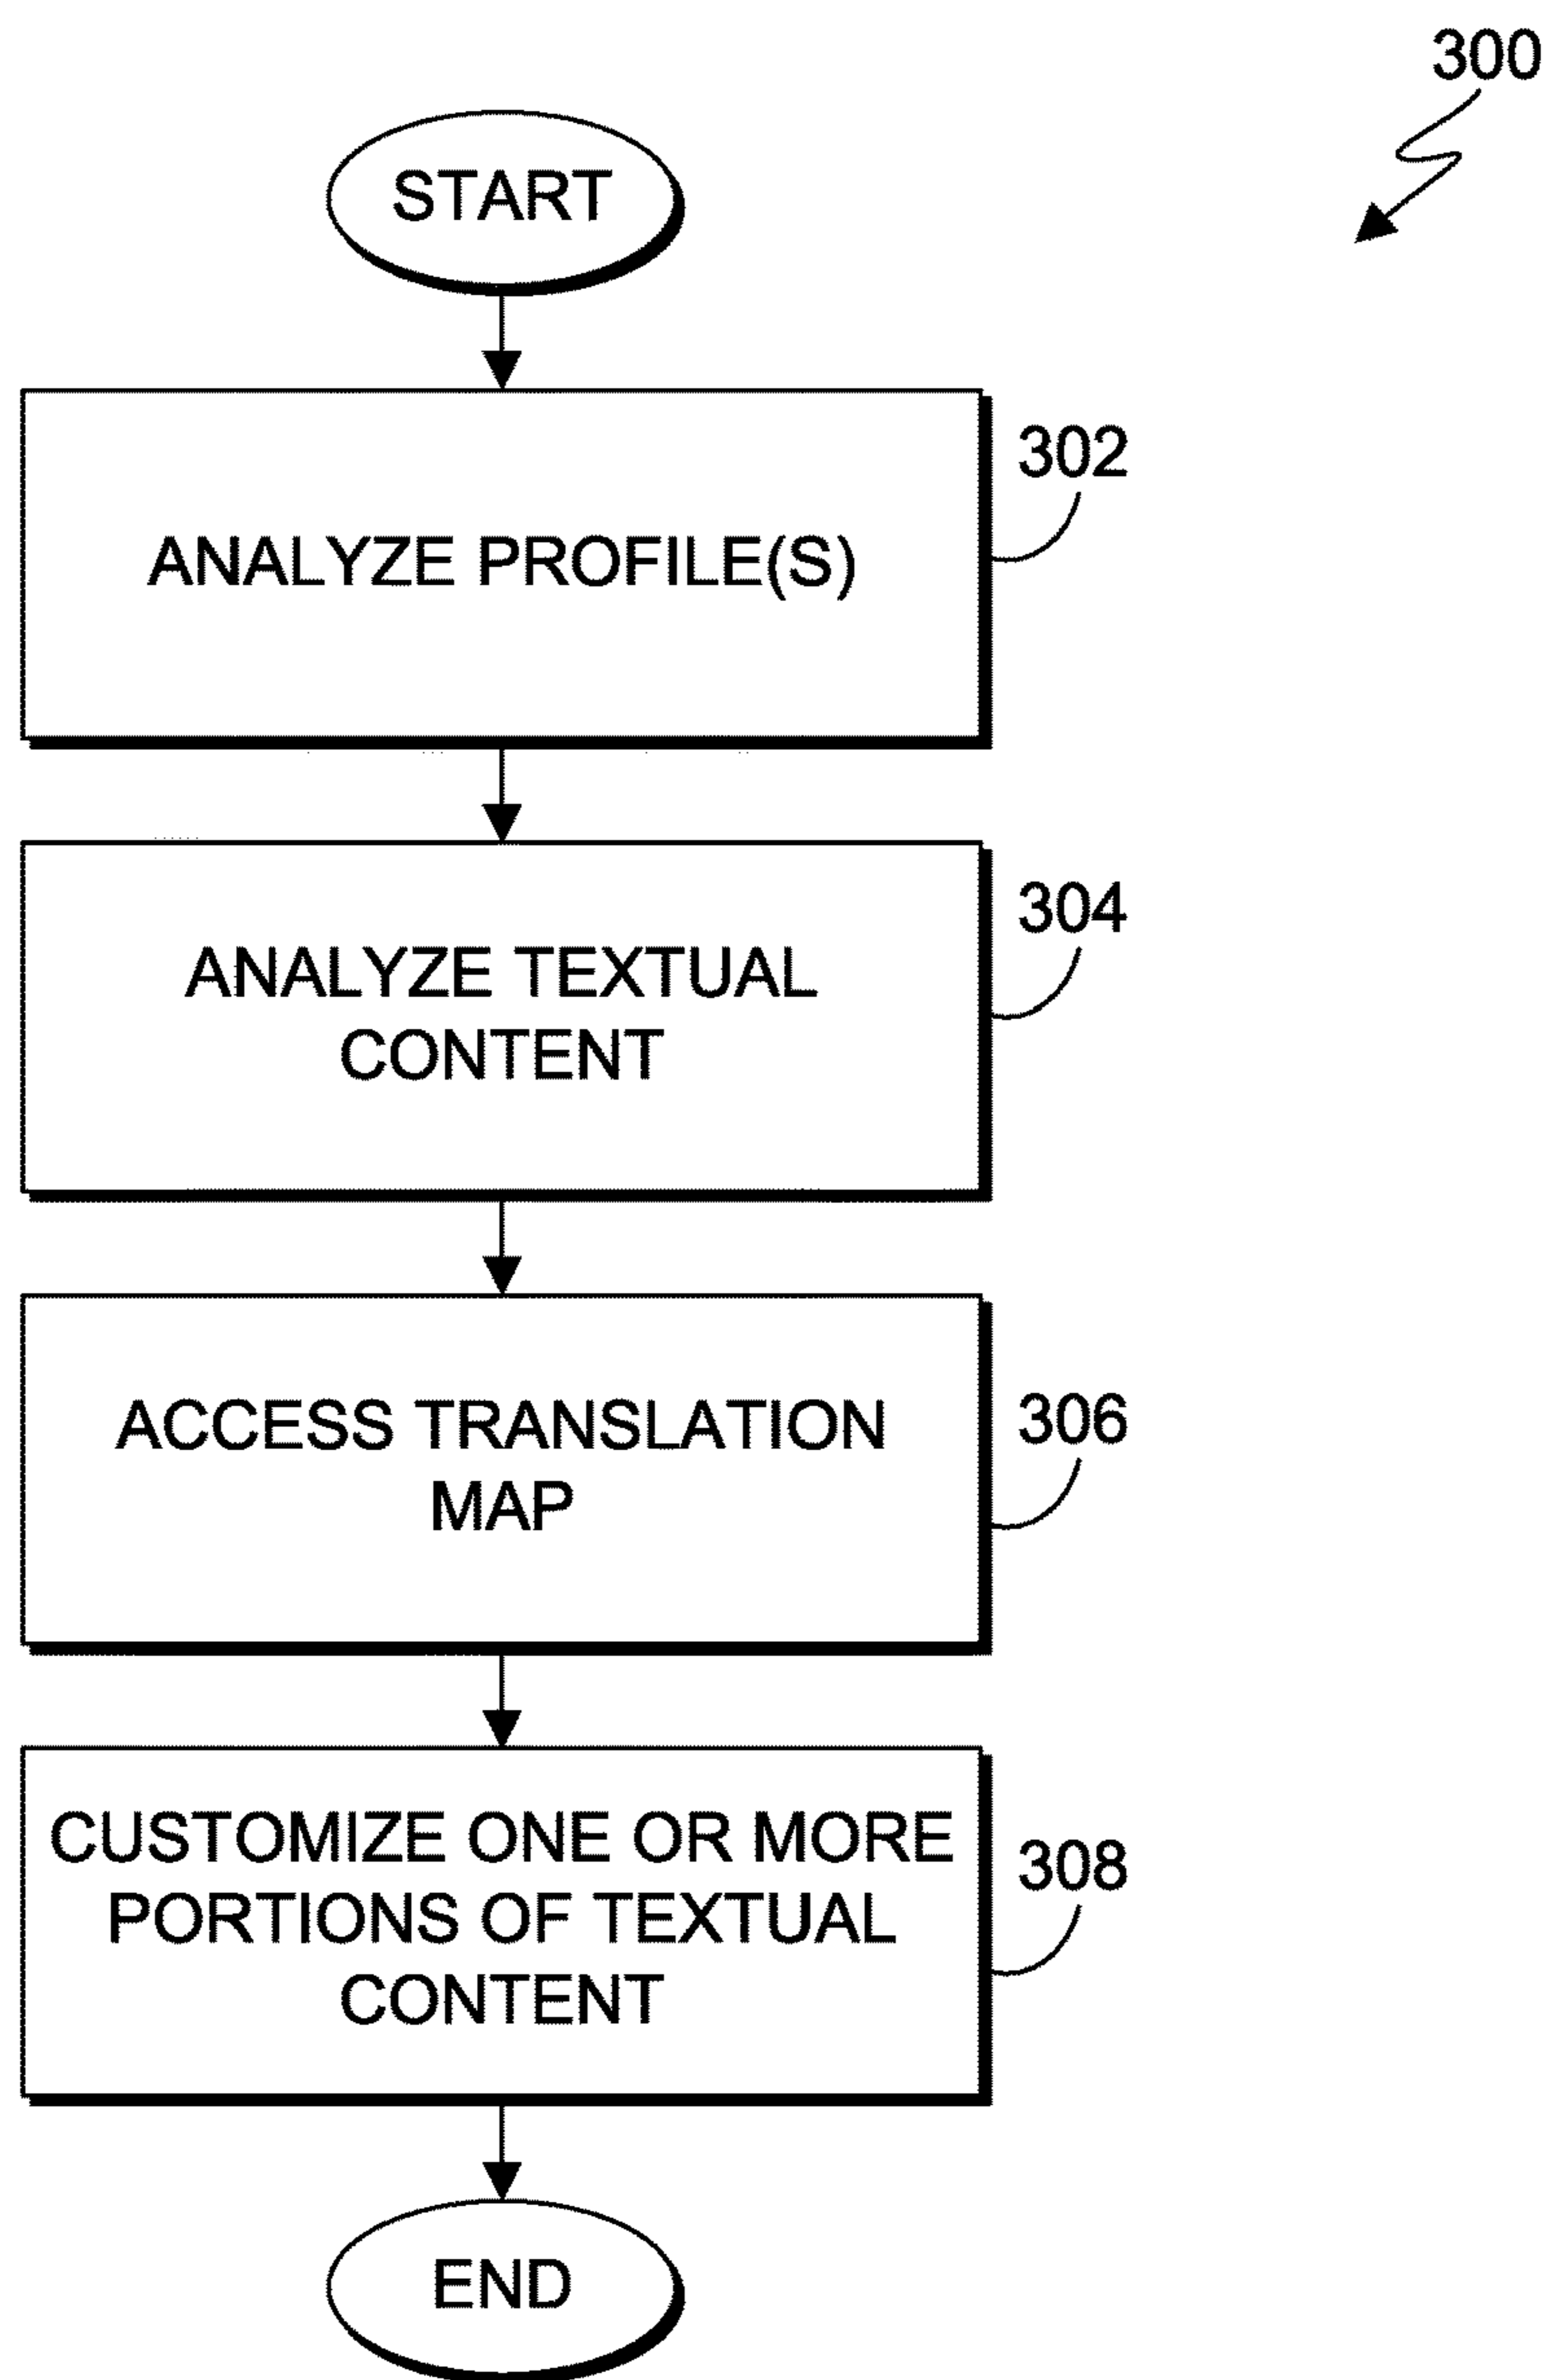 300
START
302
ANALYZE PROFILE(S)
304
ANALYZE TEXTUAL
CONTENT
306
ACCESS TRANSLATION
MAP
308
CUSTOMIZE ONE OR MORE
PORTIONS OF TEXTUAL
CONTENT
END